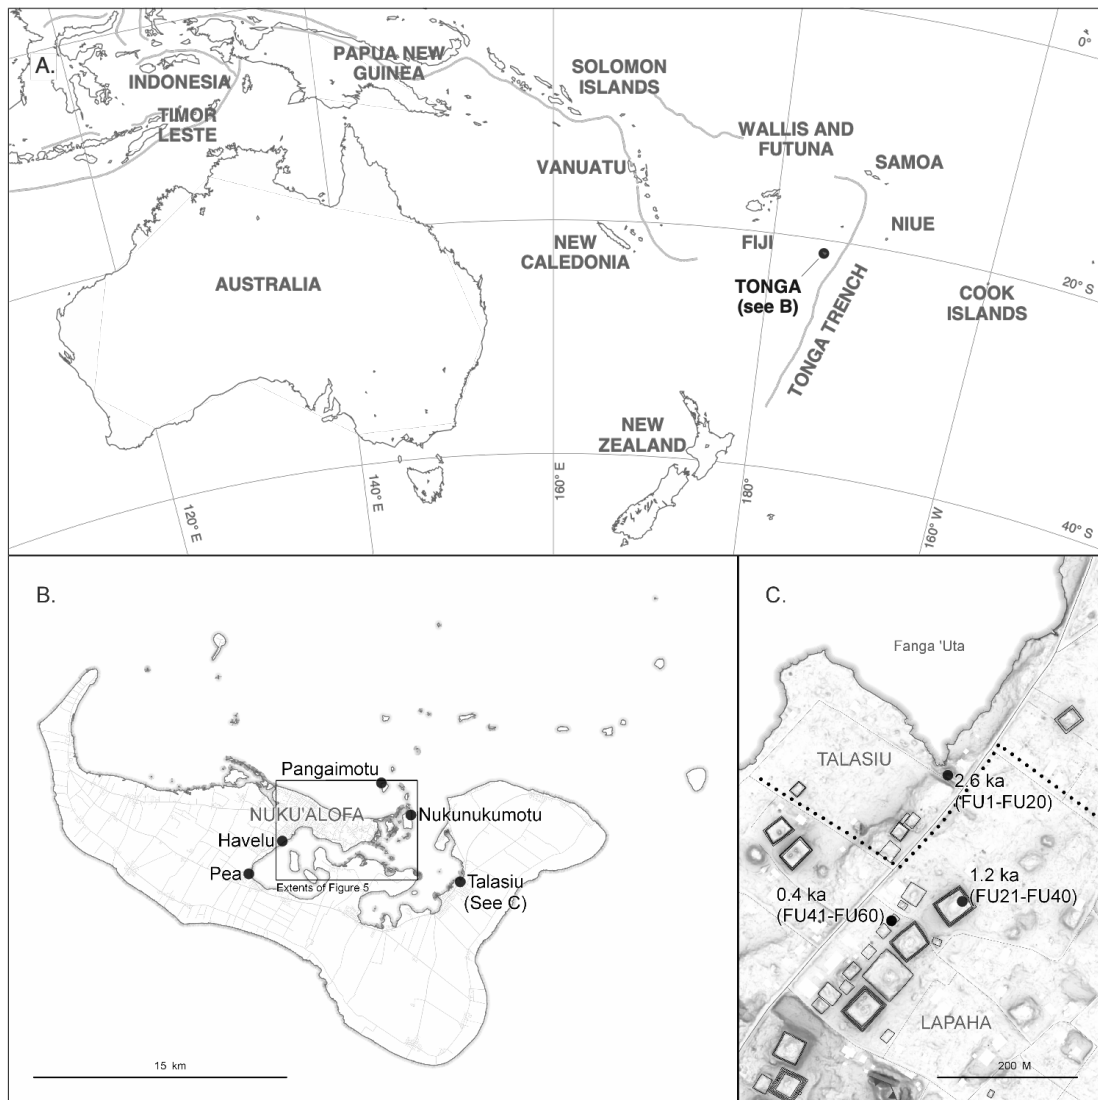 A.
0°
PAPUA NEW
GUINEA
SOLOMON
ISLANDS
INDONESIA
TIMOR
LESTE
WALLIS AND
FUTUNA
VANUATU
SAMOA
NIUE
FIJI
NEW
CALEDONIA
AUSTRALIA
TONGA
(see B)
20° S
COOK
ISLANDS
TONGA TRENCH
NEW
ZEALAND
120° E
140° E
160° E
180°
160° W
40° S
B.
Pangaimotu
NUKU'ALOFA
Nukunukumotu
Havelu
Pea
Extents of Figure 5
Talasiu
(See C)
15 km
C.
Fanga 'Uta
TALASIU
2.6 ka
(FU1-FU20)
1.2 ka
(FU21-FU40)
0.4 ka
(FU41-FU60)
LAPAHA
200 M